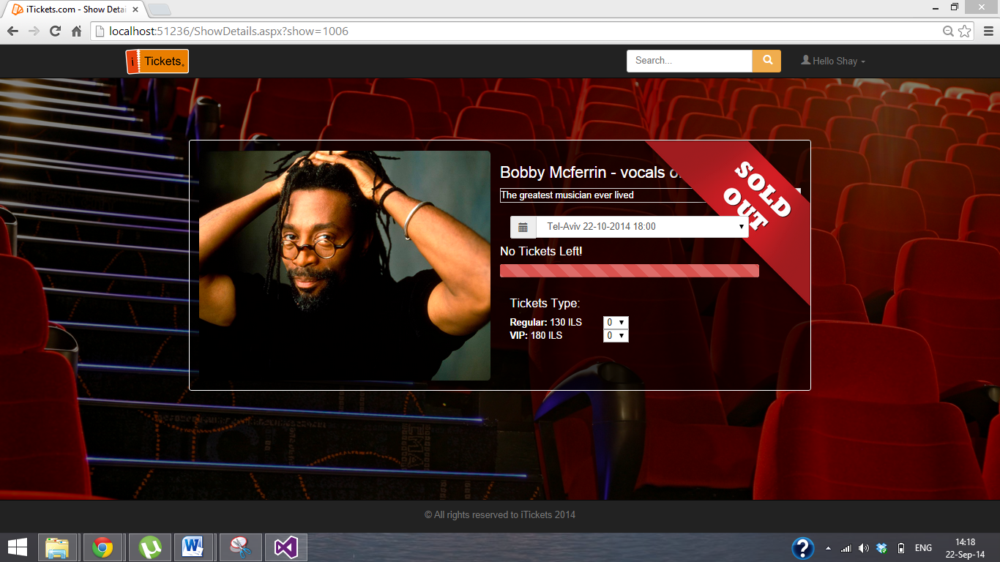 iTickets.com - Show Detai
localhost:51236/ShowDetails.aspx?show=1006
i Tickets
Search...
Hello Shay
Bobby Mcferrin - vocals
SOLD
OUT
The greatest musician ever lived
Tel-Aviv 22-10-2014 18:00
No Tickets Left!
Tickets Type:
Regular: 130 ILS 0
VIP: 180 ILS 0
© All rights reserved to iTickets 2014
ENG
14:18
22-Sep-14